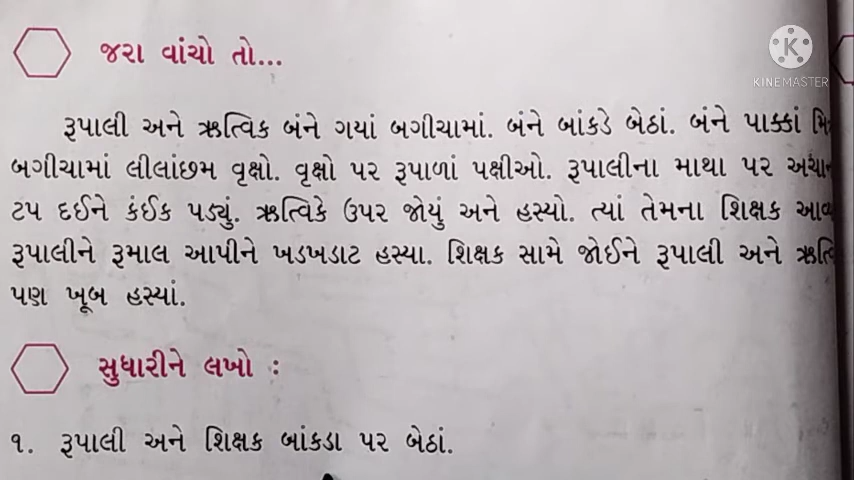 જરા વાંચો તો...
KINEMASTER
રૂપાલી અને ઋત્વિક બંને ગયાં બગીચામાં. બંને બાંકડે બેઠાં. બંને પાક્કાં
બગીચામાં લીલાંછમ વૃક્ષો. વૃક્ષો પર રૂપાળાં પક્ષીઓ. રૂપાલીના માથા પર
ટપ દઈને કંઈક પડ્યું. ઋત્વિકે ઉપર જોયું અને હસ્યો. ત્યાં તેમના શિક્ષક
રૂપાલીને રૂમાલ આપીને ખડખડાટ હસ્યા. શિક્ષક સામે જોઈને રૂપાલી અને
પણ ખૂબ હસ્યાં.
સુધારીને લખો :
૧. રૂપાલી અને શિક્ષક બાંકડા પર બેઠાં.